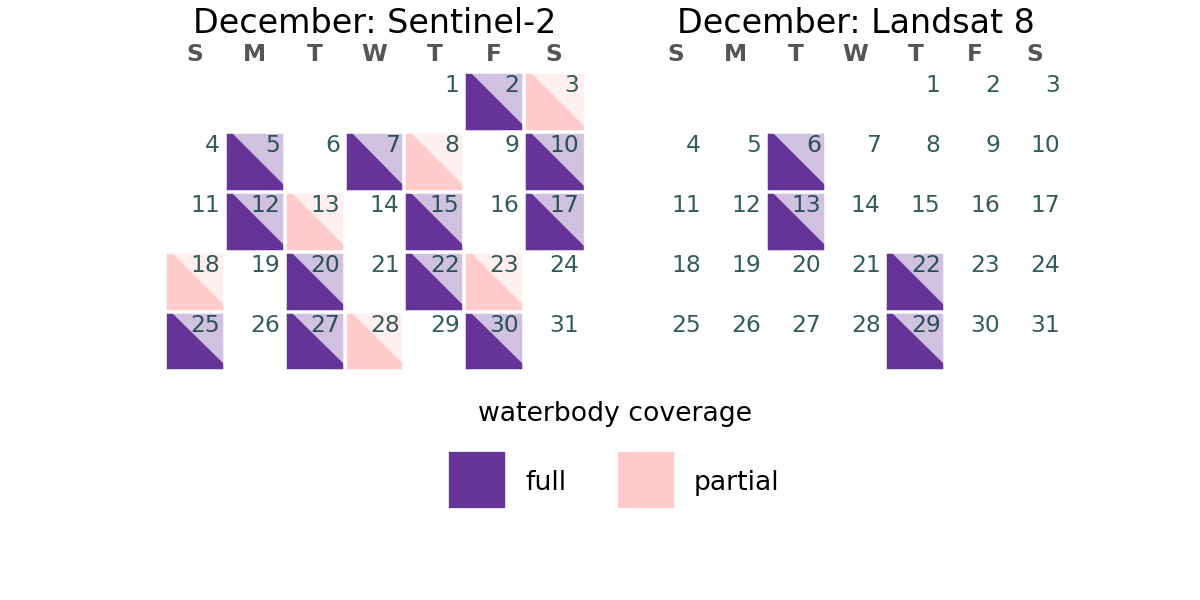 December: Sentinel-2
S M T W T F S
1 2 3
4 5 6 7 8 9 10
11 12 13 14 15 16 17
18 19 20 21 22 23 24
25 26 27 28 29 30 31
December: Landsat 8
S M T W T F S
1 2 3
4 5 6 7 8 9 10
11 12 13 14 15 16 17
18 19 20 21 22 23 24
25 26 27 28 29 30 31
waterbody coverage
full partial